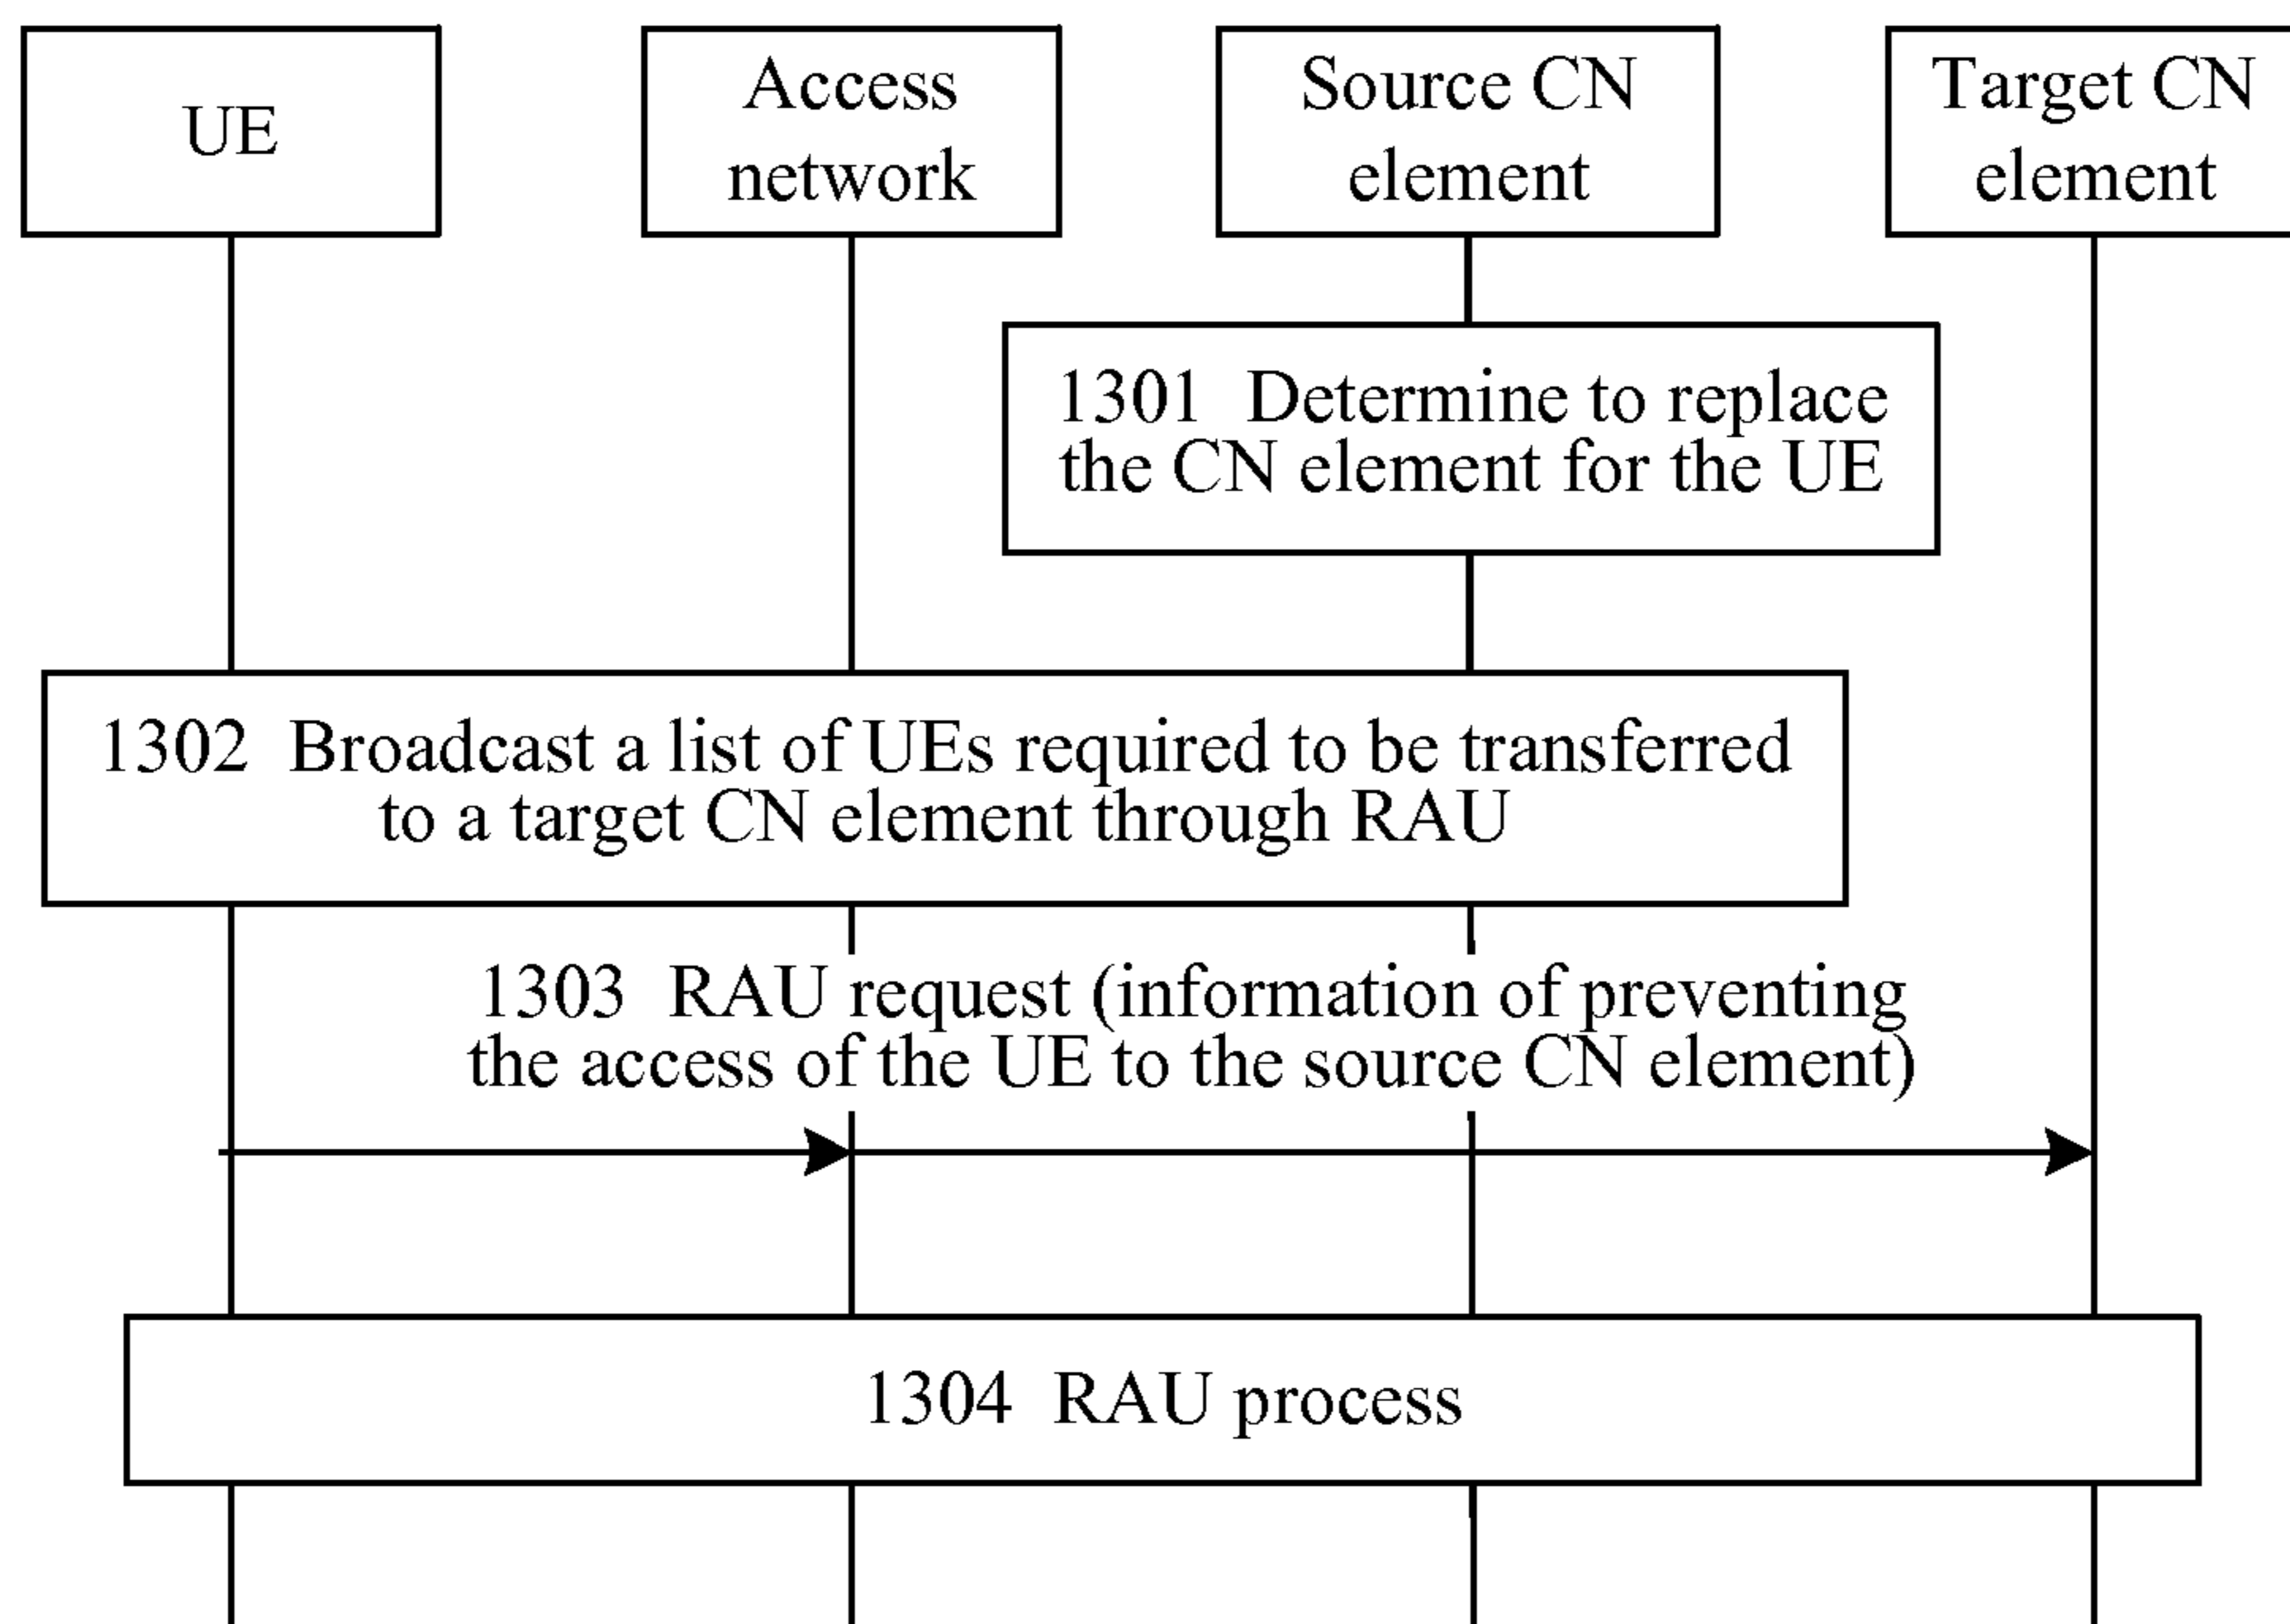 UE
Access
network
Source CN
element
Target CN
element
1301 Determine to replace
the CN element for the UE
1302 Broadcast a list of UEs required to be transferred
to a target CN element through RAU
1303 RAU request (information of preventing
the access of the UE to the source CN element)
1304 RAU process